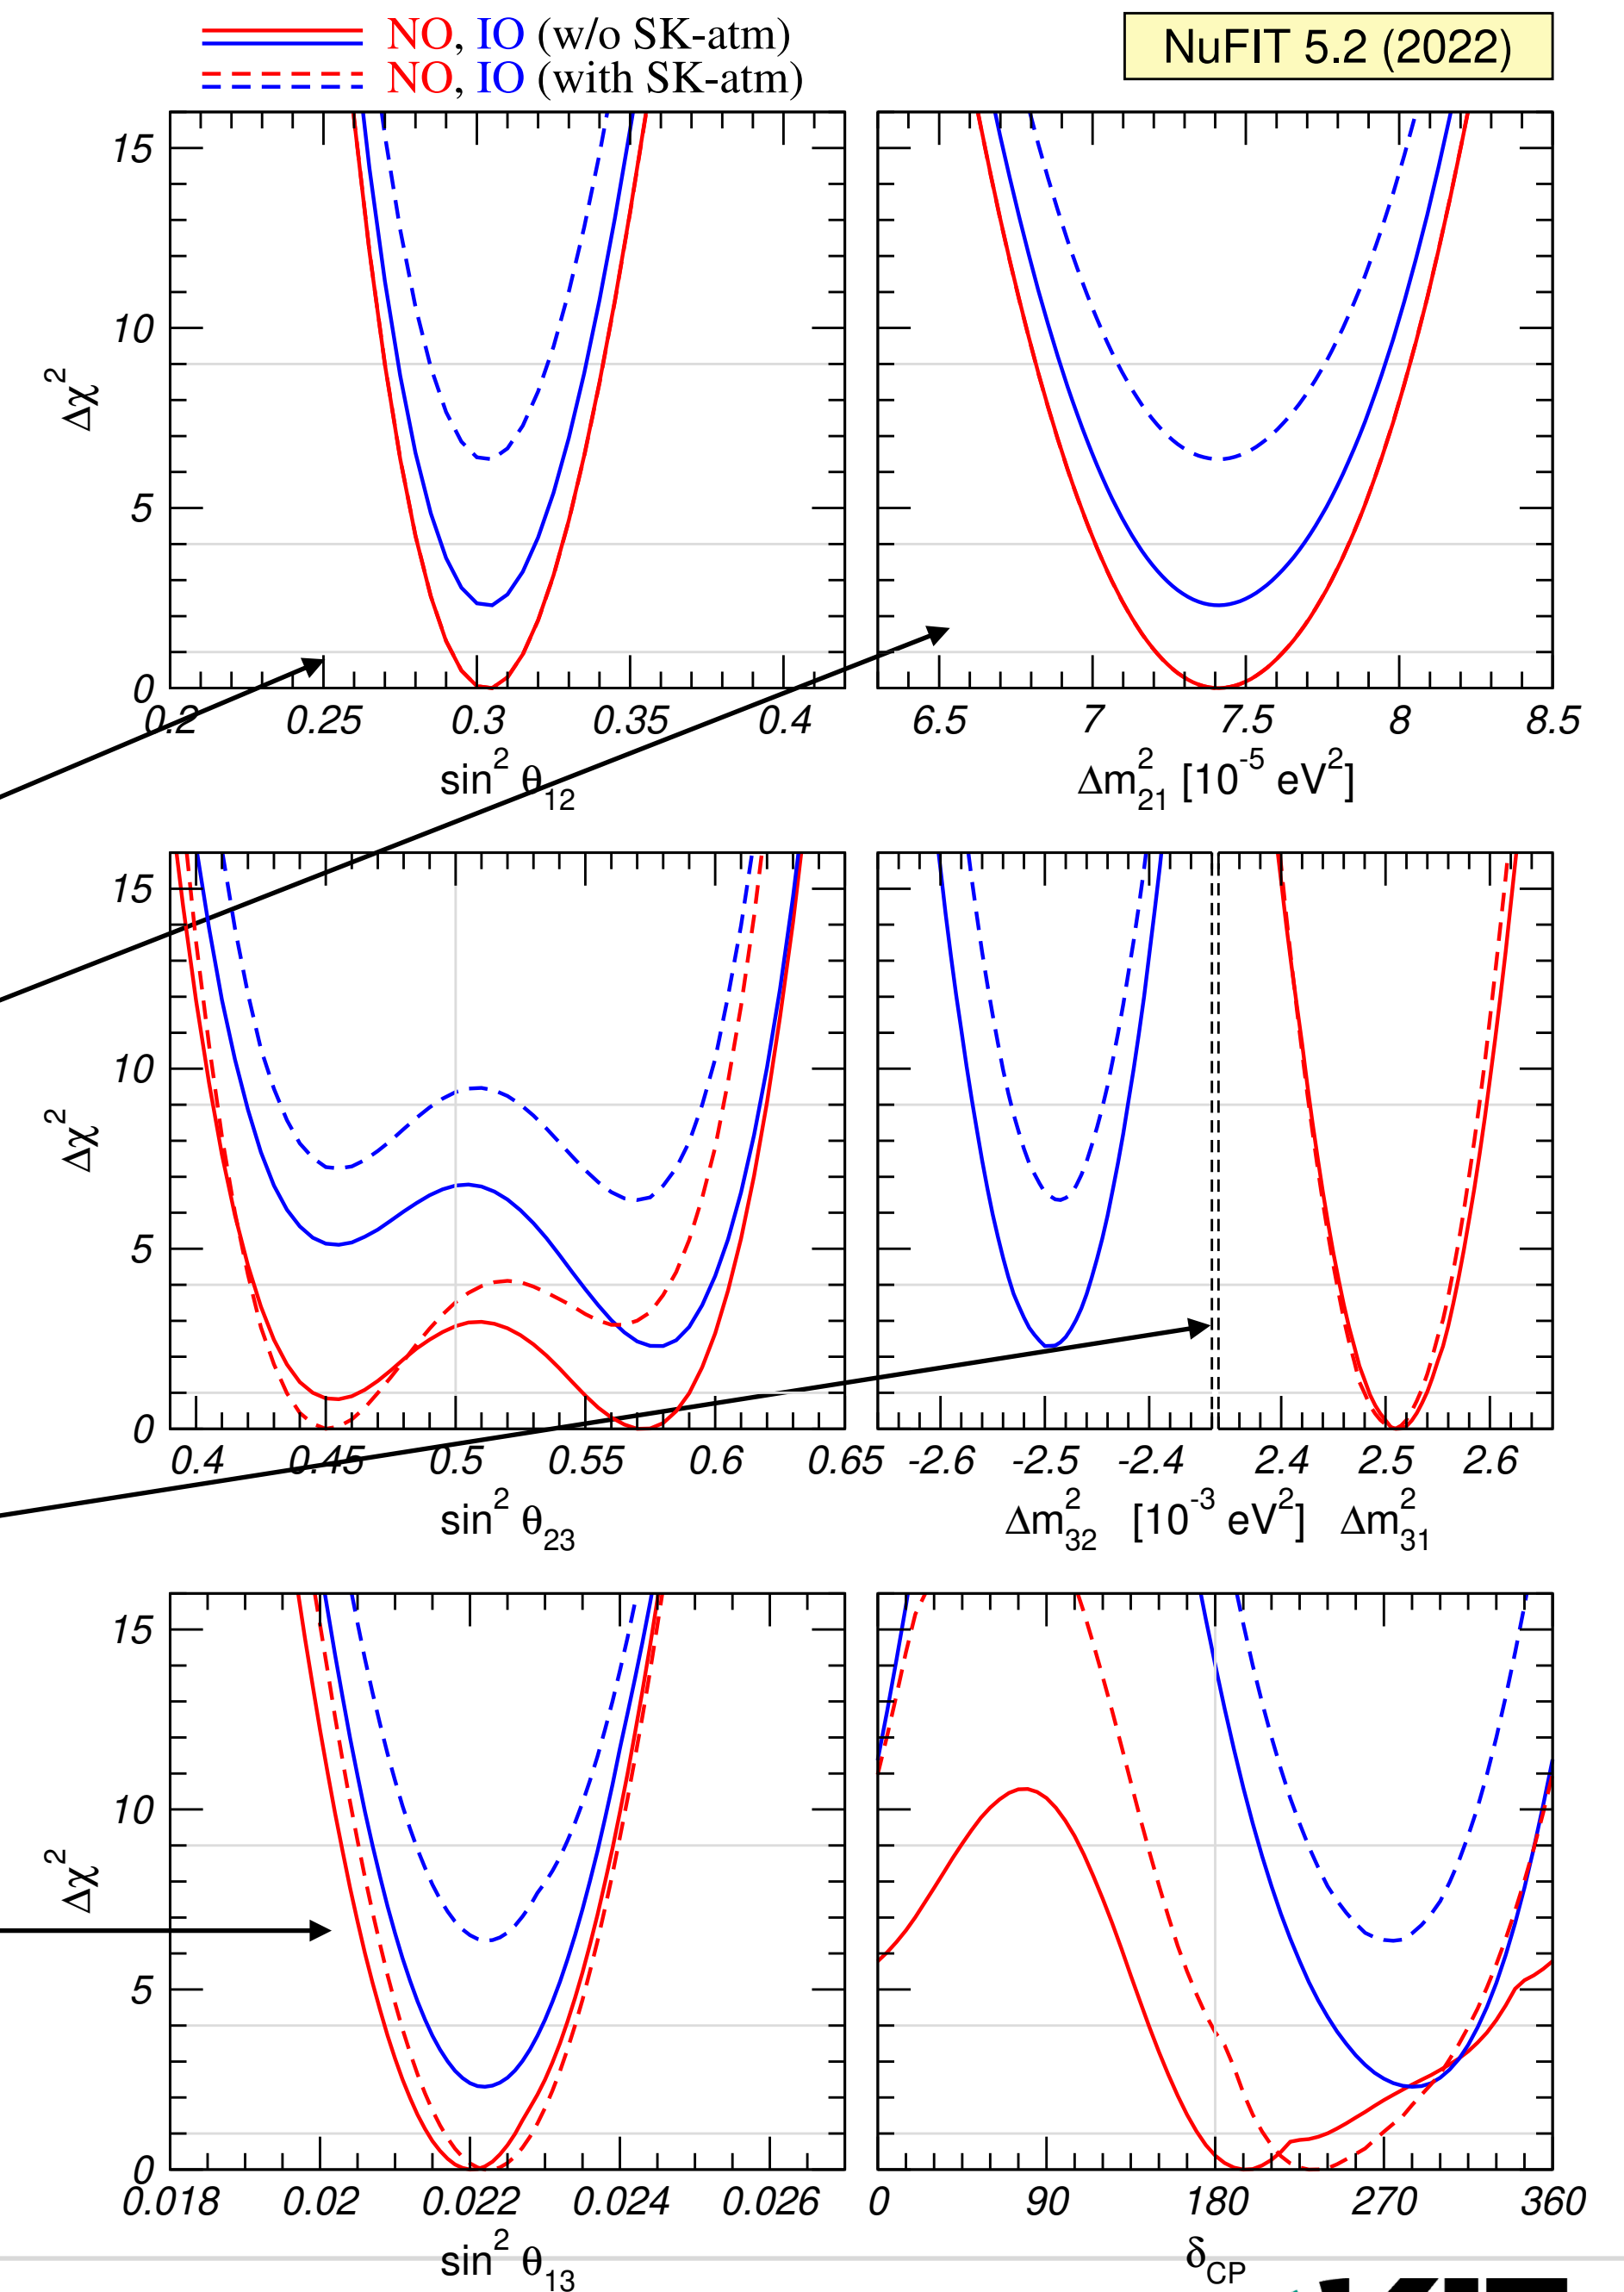 NO, IO (w/o SK-atm)
NO, IO (with SK-atm)
NuFIT 5.2 (2022)
15
10
5
0
Δχ²
0.2 0.25 0.3 0.35 0.4
sin² θ₁₂
6.5 7 7.5 8 8.5
Δm²₂₁ [10⁻⁵ eV²]
15
10
5
0
Δχ²
0.4 0.45 0.5 0.55 0.6 0.65
sin² θ₂₃
-2.6 -2.5 -2.4 2.4 2.5 2.6
Δm²₃₂ [10⁻³ eV²] Δm²₃₁
15
10
5
0
Δχ²
0.018 0.02 0.022 0.024 0.026
sin² θ₁₃
0 90 180 270 360
δCP